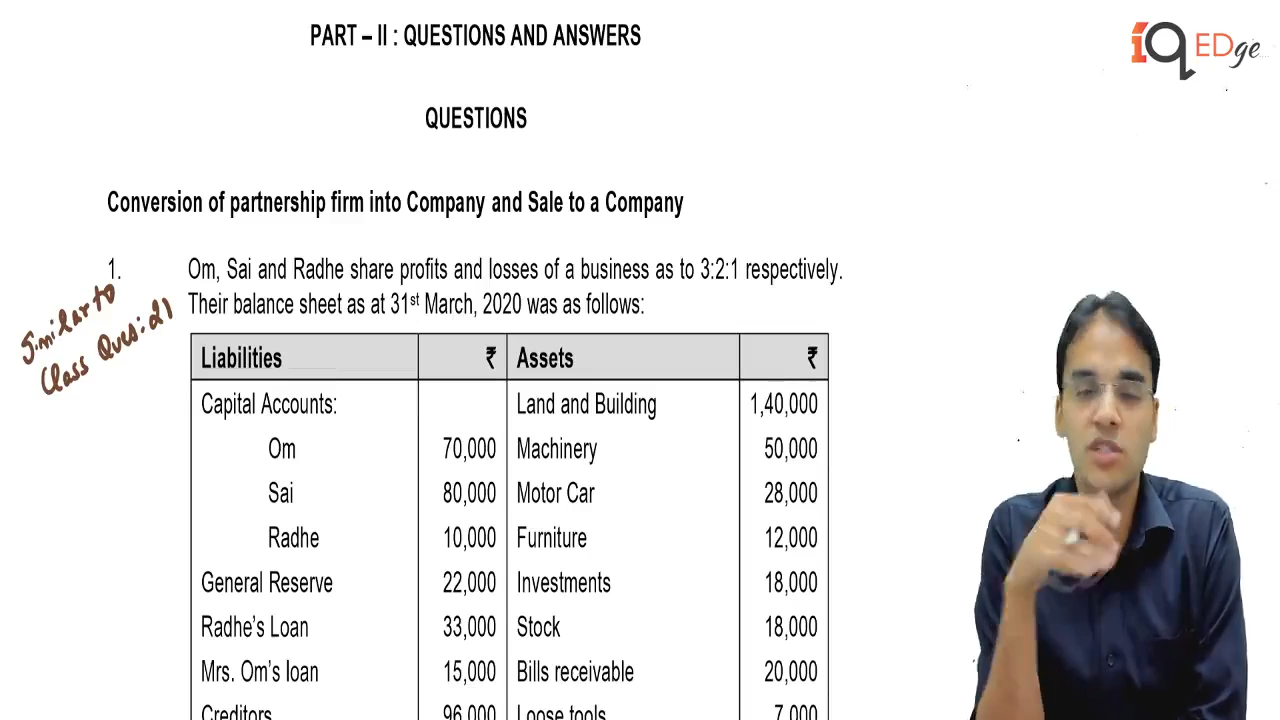 PART – II : QUESTIONS AND ANSWERS
iQ EDge
QUESTIONS
Conversion of partnership firm into Company and Sale to a Company
1. Om, Sai and Radhe share profits and losses of a business as to 3:2:1 respectively.
Their balance sheet as at 31st March, 2020 was as follows:
Similar to
Class Ques:21
Liabilities ₹ Assets ₹
Capital Accounts: Land and Building 1,40,000
Om 70,000 Machinery 50,000
Sai 80,000 Motor Car 28,000
Radhe 10,000 Furniture 12,000
General Reserve 22,000 Investments 18,000
Radhe's Loan 33,000 Stock 18,000
Mrs. Om's loan 15,000 Bills receivable 20,000
Creditors 96,000 Loose tools 7,000